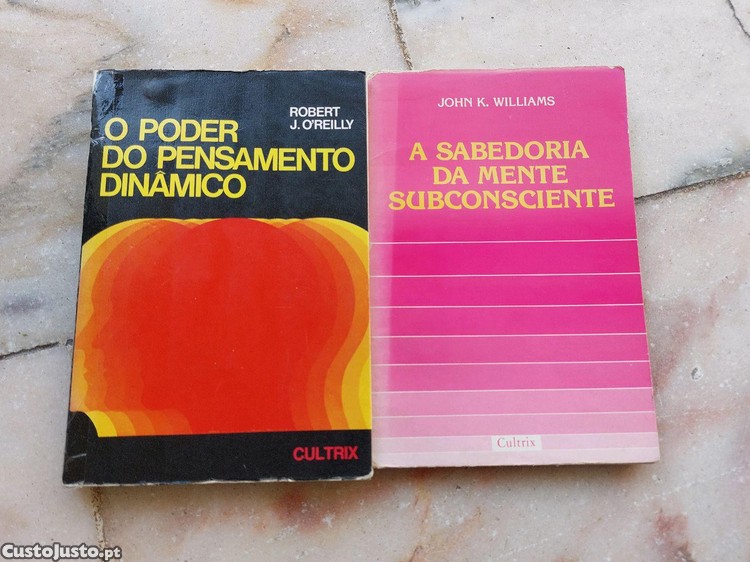 ROBERT
J. O'REILLY
O PODER
DO PENSAMENTO
DINÂMICO
CULTRIX
JOHN K. WILLIAMS
A SABEDORIA
DA MENTE
SUBCONSCIENTE
Cultrix
CustoJusto.pt